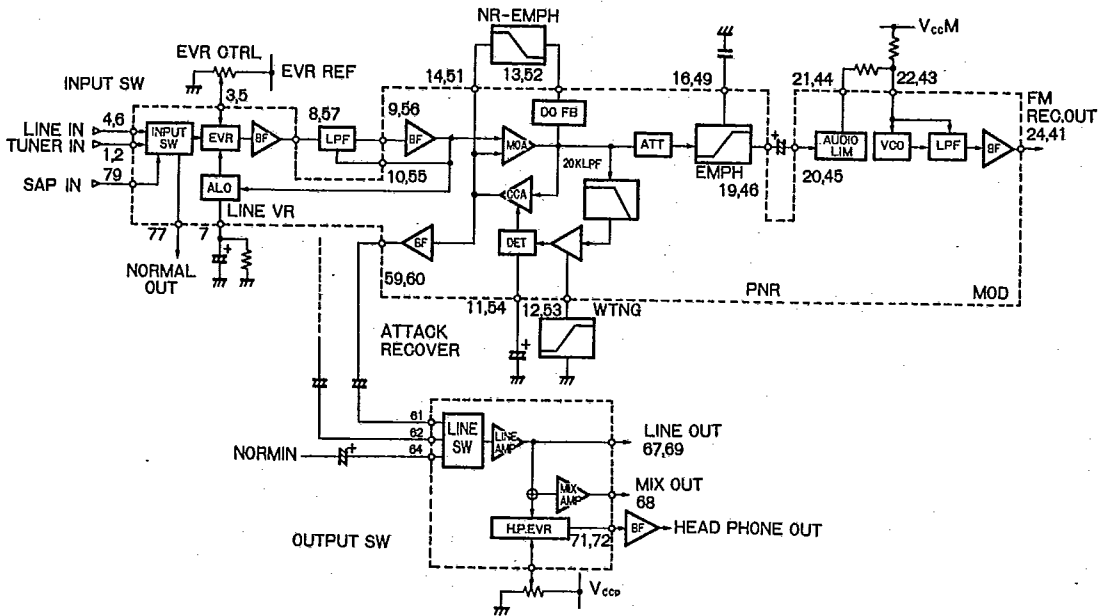 NR-EMPH
VccM
EVR CTRL
EVR REF
INPUT SW
14,51
13,52
16,49
21,44
22,43
3,5
8,57
9,56
DO FB
FM
REC.OUT
24,41
LINE IN
4,6
TUNER IN
1,2
INPUT
SW
EVR
BF
LPF
BF
MOA
ATT
AUDIO
LIM
VCO
LPF
BF
20KLPF
EMPH
19,46
20,45
10,55
SAP IN
79
ALO
CCA
LINE VR
DET
77
7
BF
NORMAL
OUT
59,60
PNR
MOD
11,54
12,53
WTNG
ATTACK
RECOVER
61
62
64
LINE
SW
LINE
AMP
LINE OUT
67,69
NORMIN
MIX
AMP
MIX OUT
68
H.P.EVR
71,72
BF
HEAD PHONE OUT
OUTPUT SW
Vccp